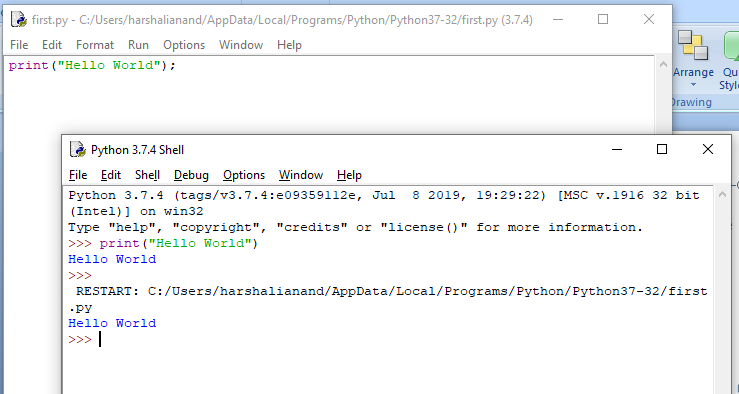 first.py - C:/Users/harshalianand/AppData/Local/Programs/Python/Python37-32/first.py (3.7.4)
File Edit Format Run Options Window Help
print("Hello World");
Arrange
Drawing
Python 3.7.4 Shell
File Edit Shell Debug Options Window Help
Python 3.7.4 (tags/v3.7.4:e09359112e, Jul  8 2019, 19:29:22) [MSC v.1916 32 bit
(Intel)] on win32
Type "help", "copyright", "credits" or "license()" for more information.
>>> print("Hello World")
Hello World
>>>
 RESTART: C:/Users/harshalianand/AppData/Local/Programs/Python/Python37-32/first
.py
Hello World
>>>